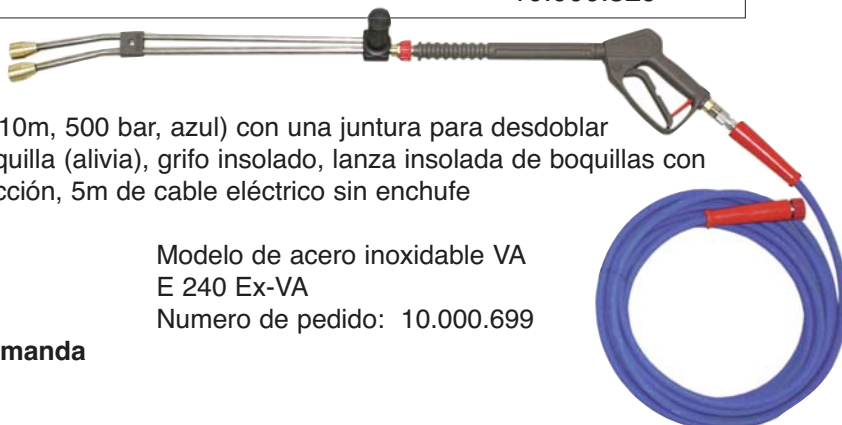 10m, 500 bar, azul) con una juntura para desdoblar
quilla (alivia), grifo insolado, lanza insolada de boquillas con
cción, 5m de cable eléctrico sin enchufe
Modelo de acero inoxidable VA
E 240 Ex-VA
Numero de pedido: 10.000.699
manda